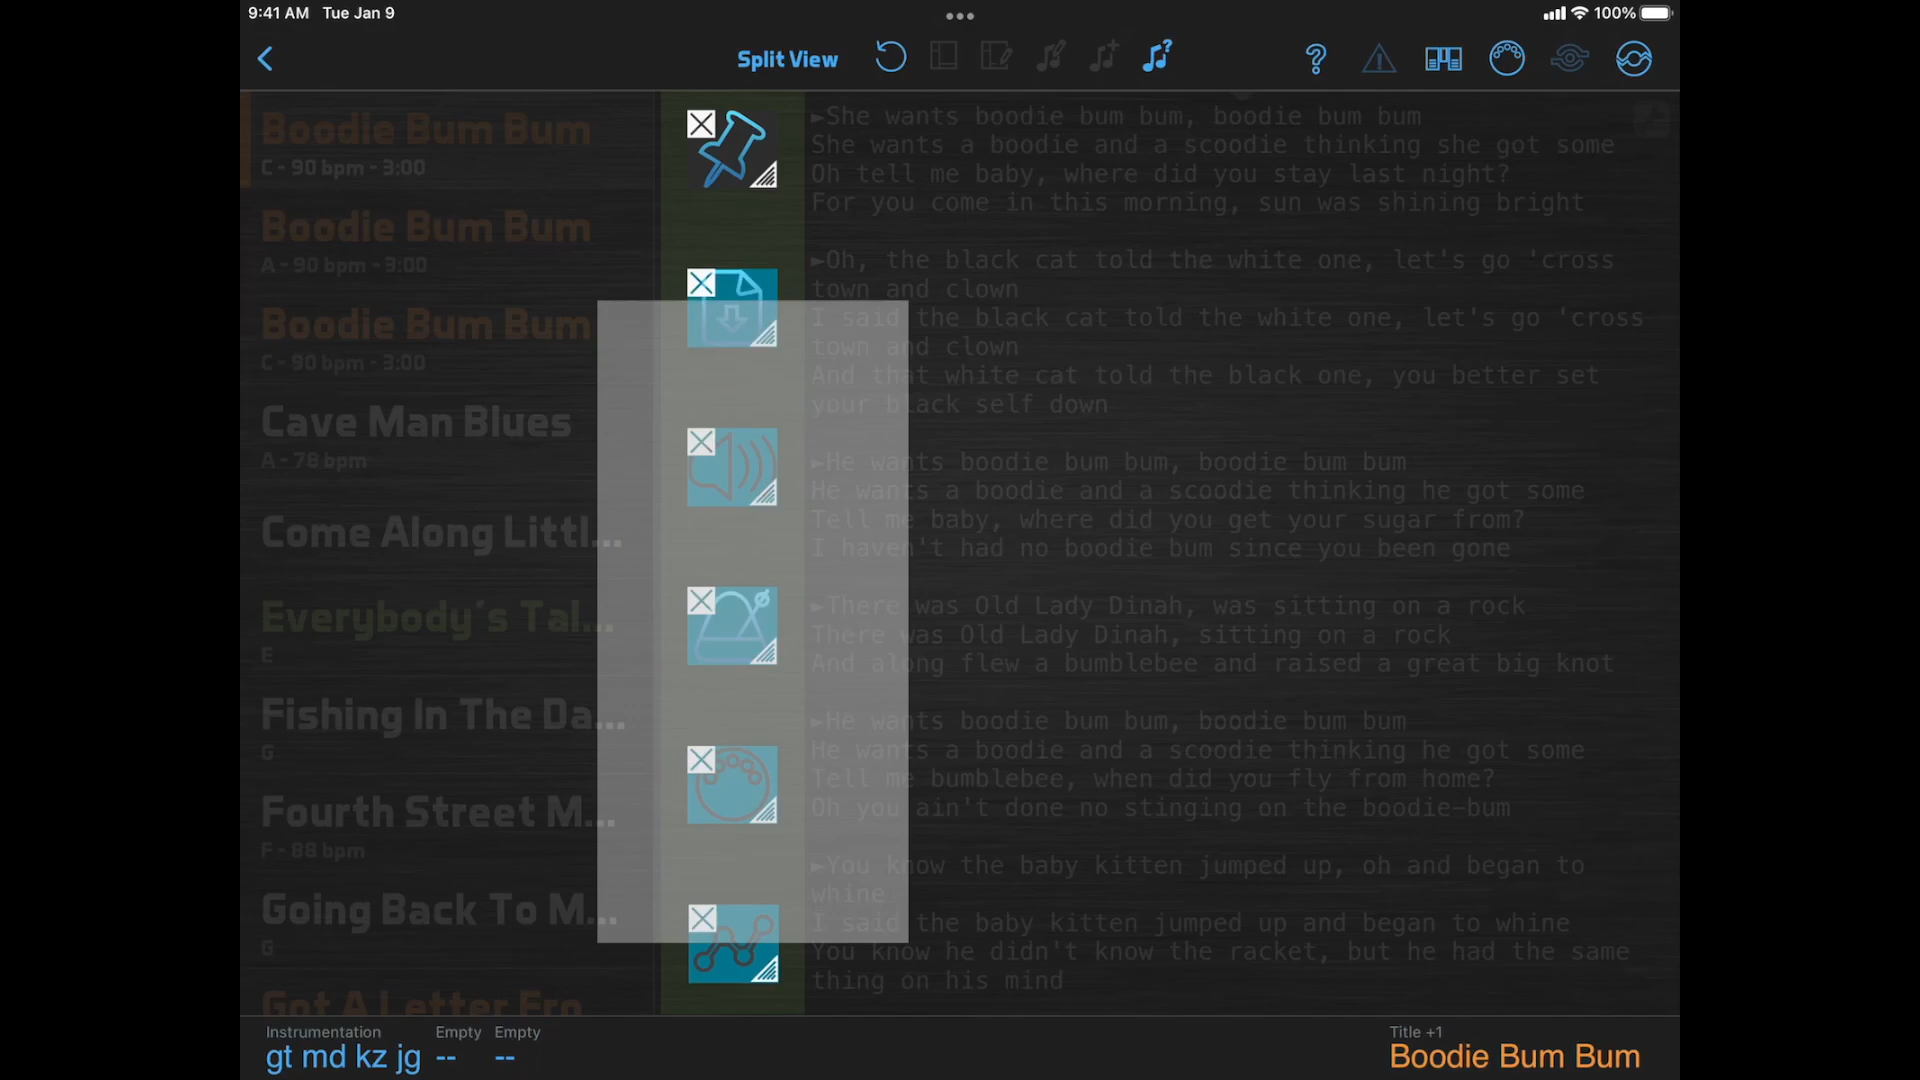 9:41 AM Tue Jan 9
100%
Split View
Boodie Bum Bum
C - 90 bpm - 3:00
Boodie Bum Bum
A - 90 bpm - 3:00
Boodie Bum Bum
C - 90 bpm - 3:00
Cave Man Blues
A - 78 bpm
Come Along Littl...
Everybody's Tal...
E
Fishing In The Da...
G
Fourth Street M...
F - 88 bpm
Going Back To M...
G
Got A Letter Fro
►She wants boodie bum bum, boodie bum bum
She wants a boodie and a scoodie thinking she got some
Oh tell me baby, where did you stay last night?
For you come in this morning, sun was shining bright
►Oh, the black cat told the white one, let's go 'cross
town and clown
I said the black cat told the white one, let's go 'cross
town and clown
And that white cat told the black one, you better set
your black self down
►He wants boodie bum bum, boodie bum bum
He wants a boodie and a scoodie thinking he got some
Tell me baby, where did you get your sugar from?
I haven't had no boodie bum since you been gone
►There was Old Lady Dinah, was sitting on a rock
There was Old Lady Dinah, sitting on a rock
And along flew a bumblebee and raised a great big knot
►He wants boodie bum bum, boodie bum bum
He wants a boodie and a scoodie thinking he got some
Tell me bumblebee, when did you fly from home?
Oh you ain't done no stinging on the boodie-bum
►You know the baby kitten jumped up, oh and began to
whine
I said the baby kitten jumped up and began to whine
You know he didn't know the racket, but he had the same
thing on his mind
Instrumentation Empty Empty
gt md kz jg -- --
Title +1
Boodie Bum Bum